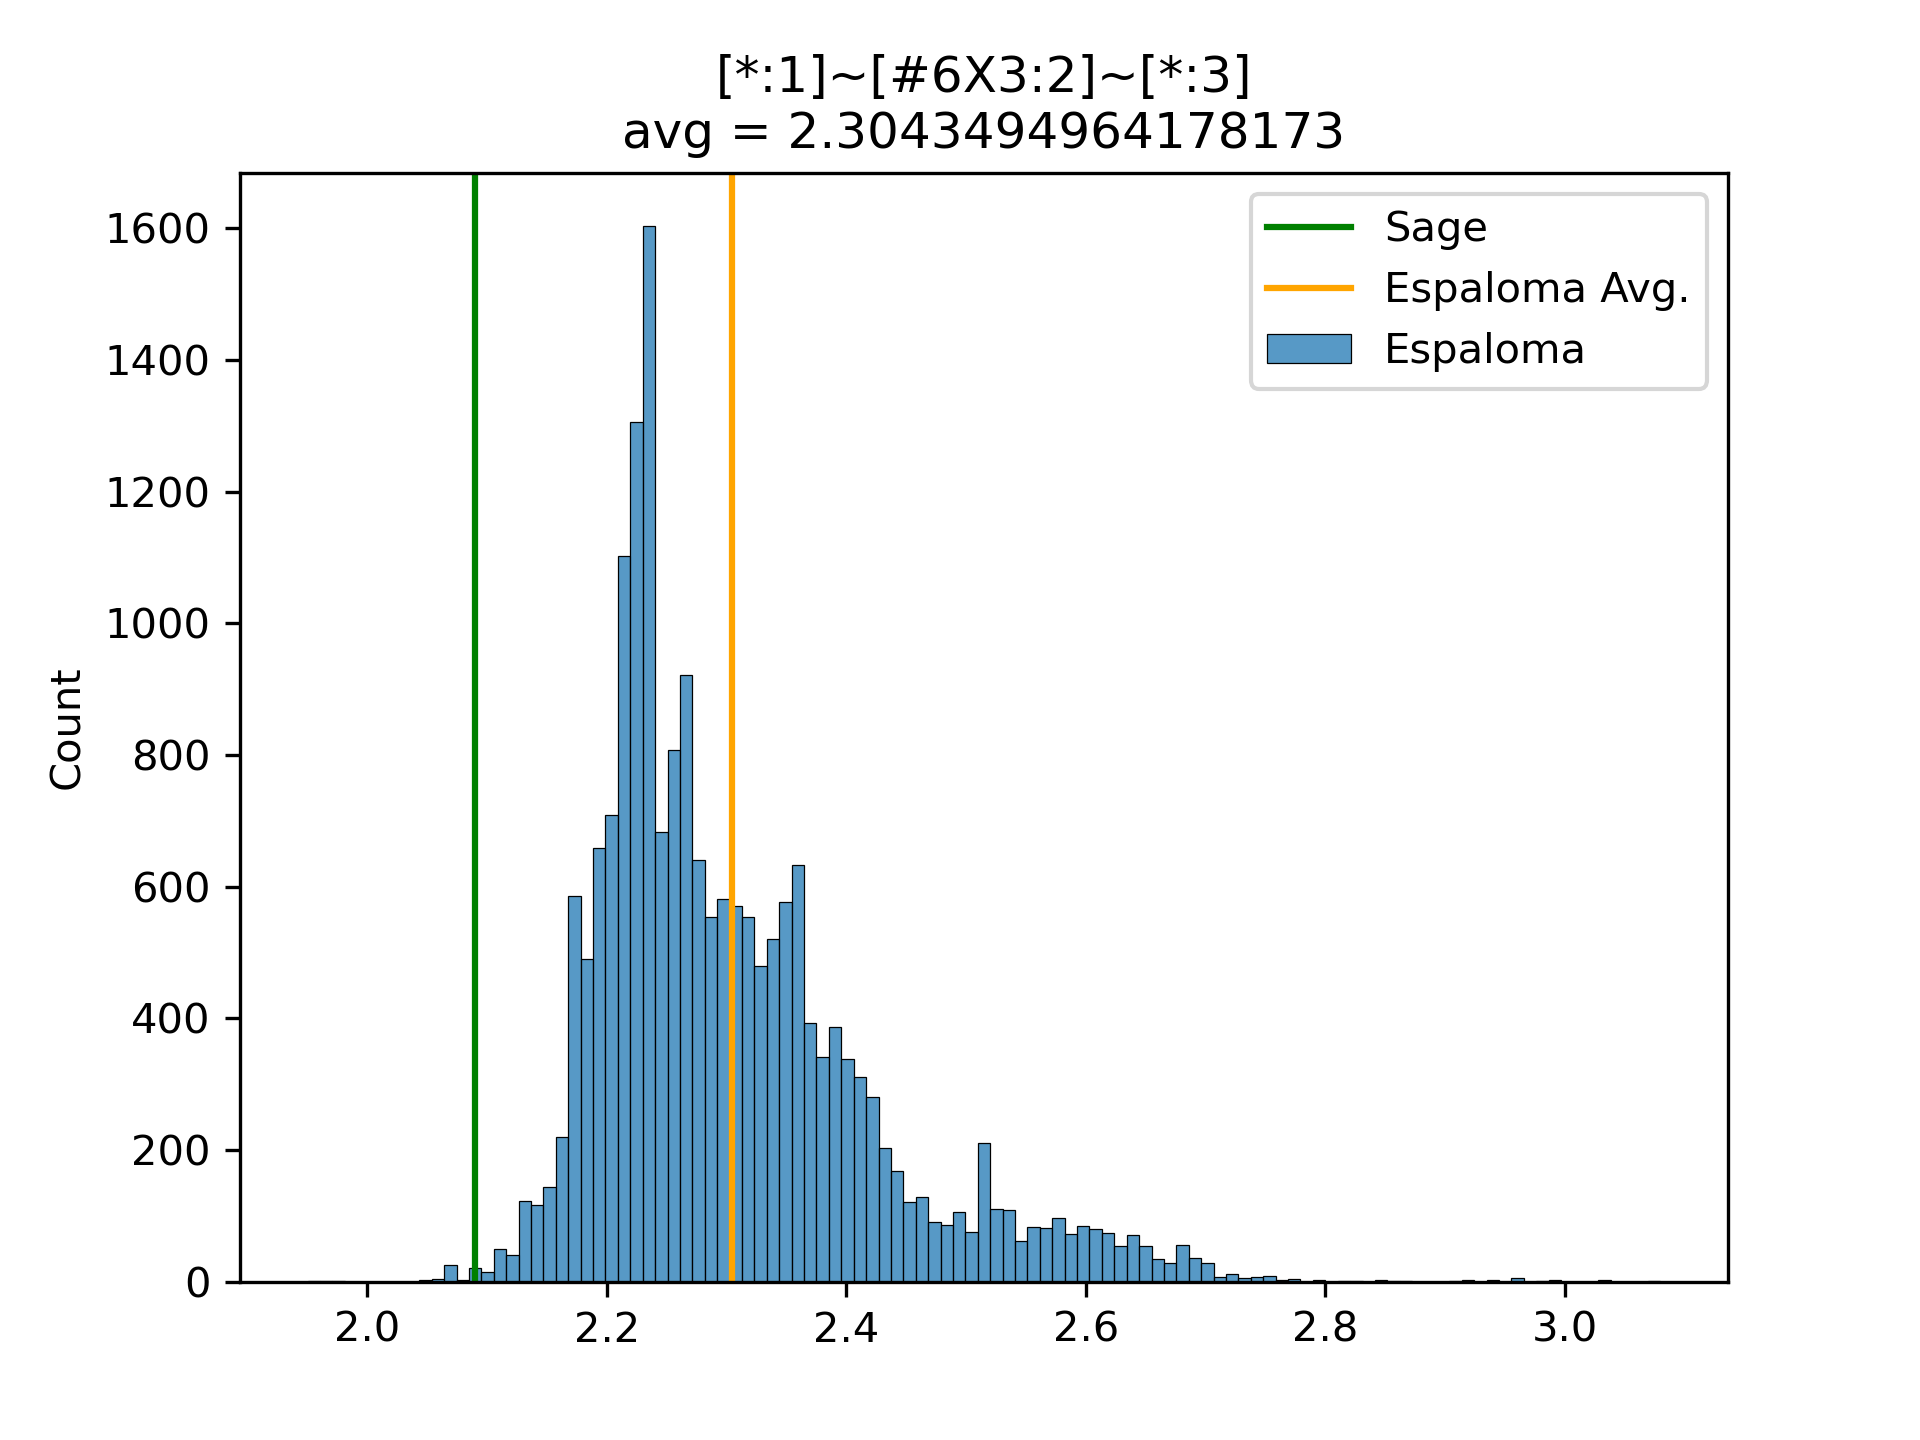 [*:1]~[#6X3:2]~[*:3]
avg = 2.3043494964178173
Sage
Espaloma Avg.
Espaloma
1600
1400
1200
1000
800
600
400
200
0
Count
2.0 2.2 2.4 2.6 2.8 3.0